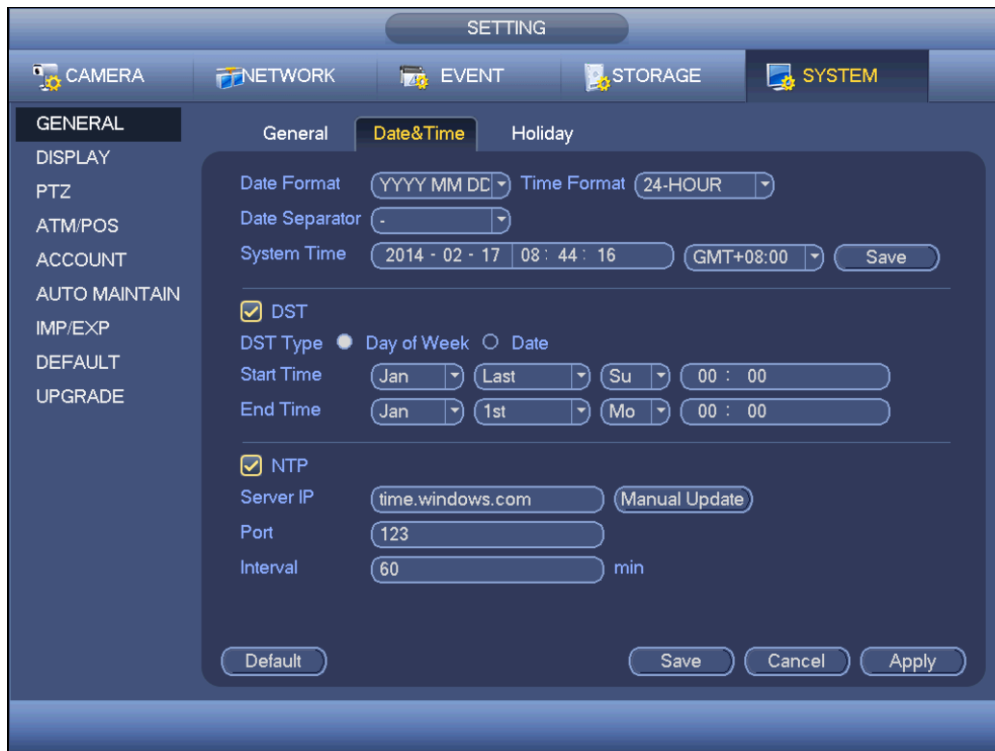 SETTING
CAMERA NETWORK EVENT STORAGE SYSTEM
GENERAL
DISPLAY
PTZ
ATM/POS
ACCOUNT
AUTO MAINTAIN
IMP/EXP
DEFAULT
UPGRADE
General Date&Time Holiday
Date Format YYYY MM DD Time Format 24-HOUR
Date Separator -
System Time 2014 - 02 - 17 08 : 44 : 16 GMT+08:00 Save
DST
DST Type Day of Week Date
Start Time Jan Last Su 00 : 00
End Time Jan 1st Mo 00 : 00
NTP
Server IP time.windows.com Manual Update
Port 123
Interval 60 min
Default Save Cancel Apply